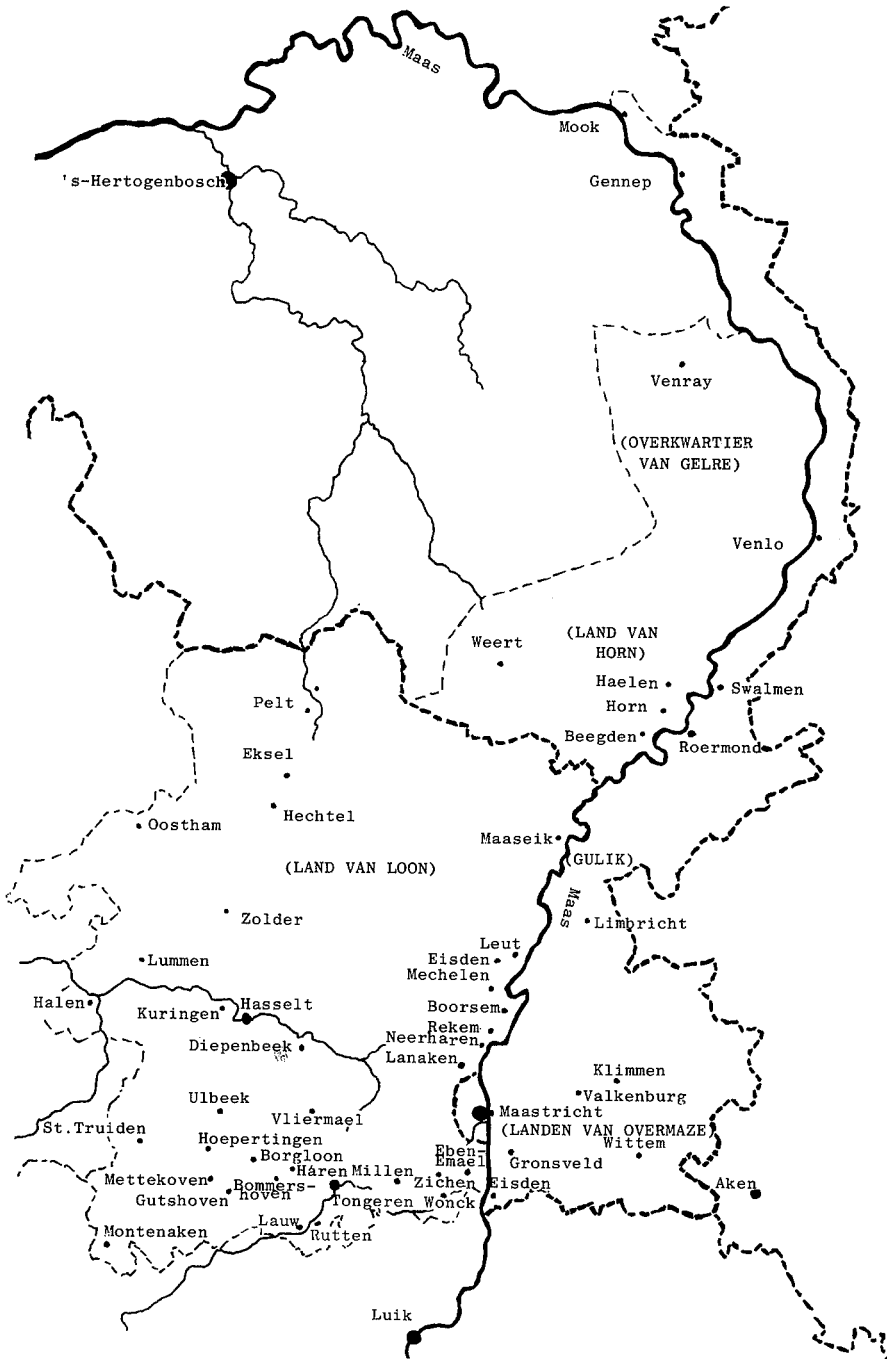 Maas
Mook
Gennep
's-Hertogenbosch
Venray
(OVERKWARTIER
VAN GELRE)
Venlo
Weert
(LAND VAN
HORN)
Haelen
Swalmen
Pelt
Horn
Beegden
Roermond
Eksel
Hechtel
Oostham
Maaseik
(GULIK)
(LAND VAN LOON)
Maas
Zolder
Limbricht
Leut
Lummen
Eisden
Mechelen
Halen
Kuringen
Hasselt
Boorsem
Rekem
Neerharen
Diepenbeek
Lanaken
Klimmen
Valkenburg
Ulbeek
Vliermael
Maastricht
St.Truiden
(LANDEN VAN OVERMAZE)
Hoepertingen
Wittem
Borgloon
Eben-
Emael
Gronsveld
Haren
Millen
Mettekoven
Bommers-
hoven
Zichen
Eisden
Aken
Gutshoven
Tongeren
Wonck
Lauw
Rutten
Montenaken
Luik